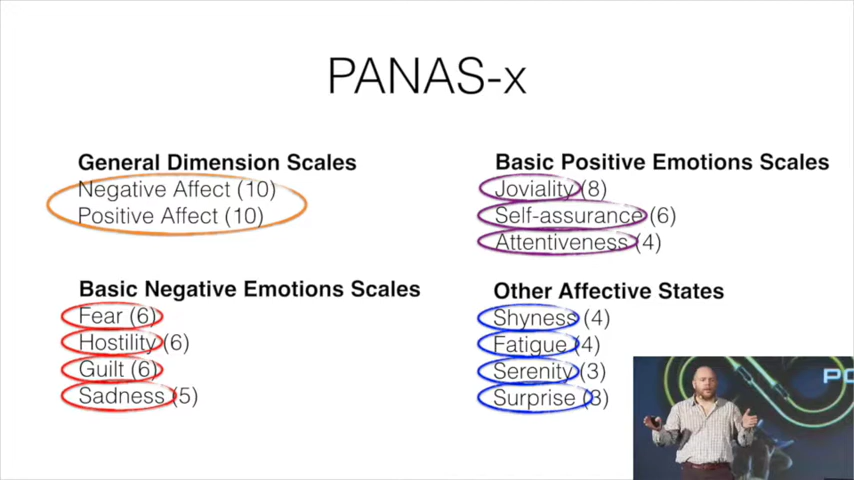 PANAS-x
General Dimension Scales
Negative Affect (10)
Positive Affect (10)
Basic Negative Emotions Scales
Fear (6)
Hostility (6)
Guilt (6)
Sadness (5)
Basic Positive Emotions Scales
Joviality (8)
Self-assurance (6)
Attentiveness (4)
Other Affective States
Shyness (4)
Fatigue (4)
Serenity (3)
Surprise (3)